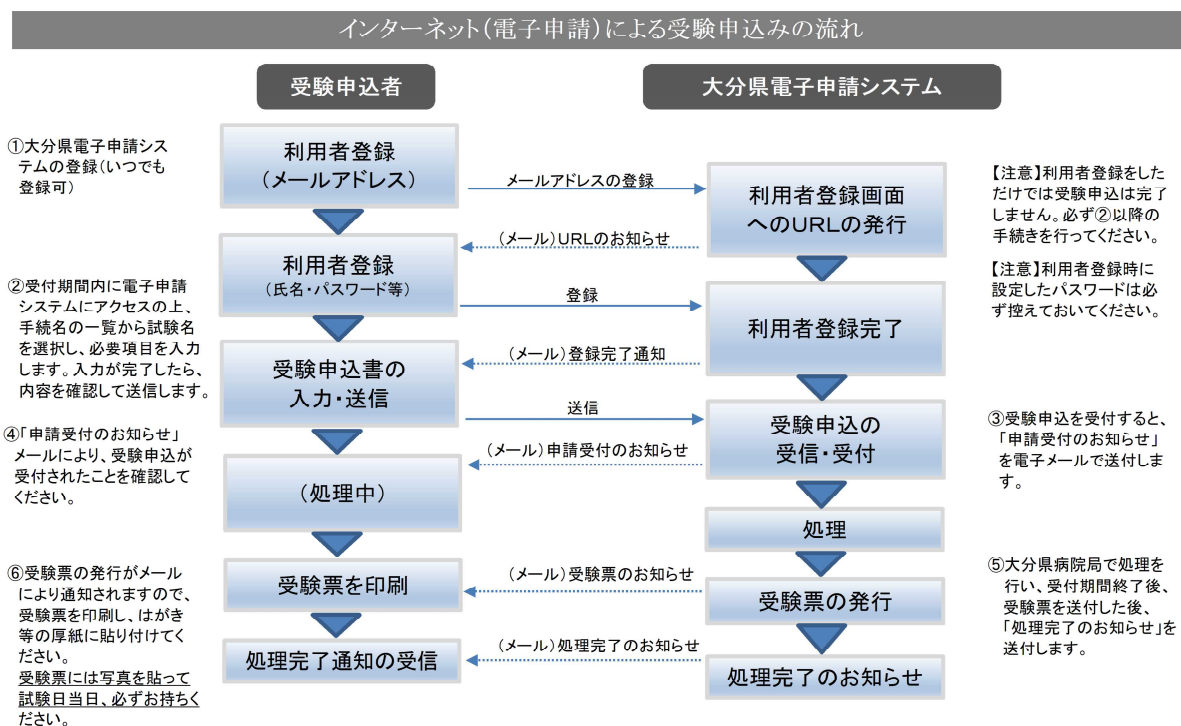 インターネット(電子申請)による受験申込みの流れ
受験申込者
大分県電子申請システム
①大分県電子申請シス
テムの登録(いつでも
登録可)
利用者登録
(メールアドレス)
メールアドレスの登録
利用者登録画面
へのURLの発行
【注意】利用者登録をした
だけでは受験申込は完了
しません。必ず②以降の
手続きを行ってください。
(メール)URLのお知らせ
利用者登録
(氏名・パスワード等)
【注意】利用者登録時に
設定したパスワードは必
ず控えておいてください。
②受付期間内に電子申請
システムにアクセスの上、
手続名の一覧から試験名
を選択し、必要項目を入力
します。入力が完了したら、
内容を確認して送信します。
登録
利用者登録完了
(メール)登録完了通知
受験申込書の
入力・送信
送信
受験申込の
受信・受付
③受験申込を受付すると、
「申請受付のお知らせ」
を電子メールで送付しま
す。
④「申請受付のお知らせ」
メールにより、受験申込が
受付されたことを確認して
ください。
(メール)申請受付のお知らせ
(処理中)
処理
⑤大分県病院局で処理を
行い、受付期間終了後、
受験票を送付した後、
「処理完了のお知らせ」を
送付します。
⑥受験票の発行がメール
により通知されますので、
受験票を印刷し、はがき
等の厚紙に貼り付けてく
ださい。
受験票には写真を貼って
試験日当日、必ずお持ちく
ださい。
受験票を印刷
(メール)受験票のお知らせ
受験票の発行
処理完了通知の受信
(メール)処理完了のお知らせ
処理完了のお知らせ